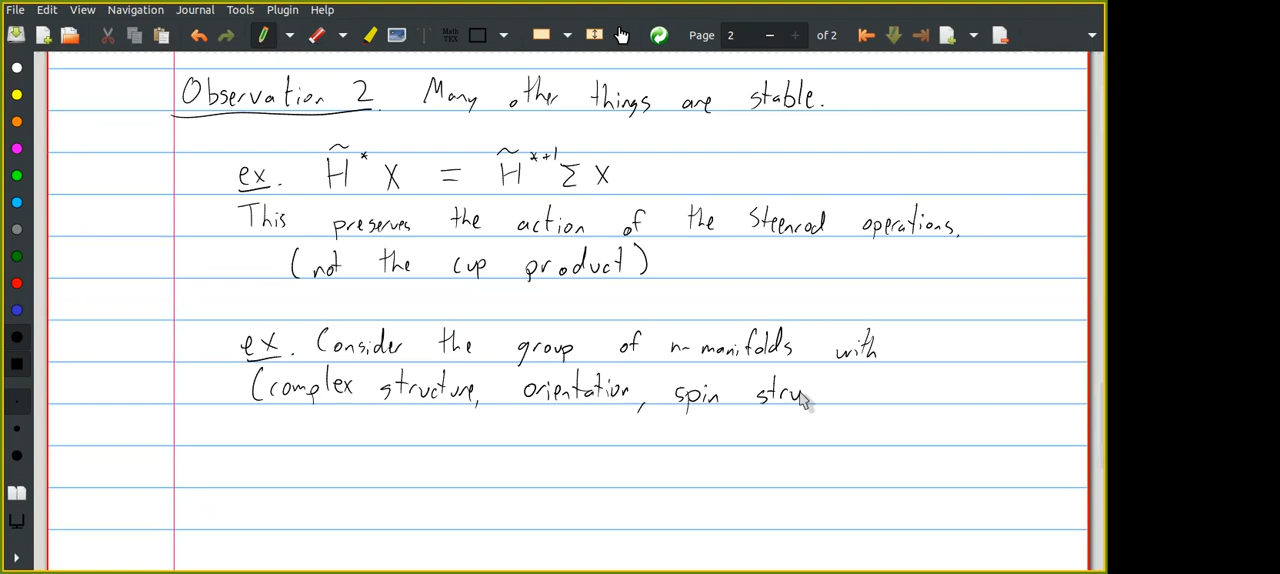 File Edit View Navigation Journal Tools Plugin Help
Math TEX Page 2 of 2
Observation 2. Many other things are stable.
ex. H̃^* X = H̃^{*+1} Σ X
This preserves the action of the Steenrod operations.
(not the cup product)
ex. Consider the group of n-manifolds with
(complex structure, orientation, spin stru